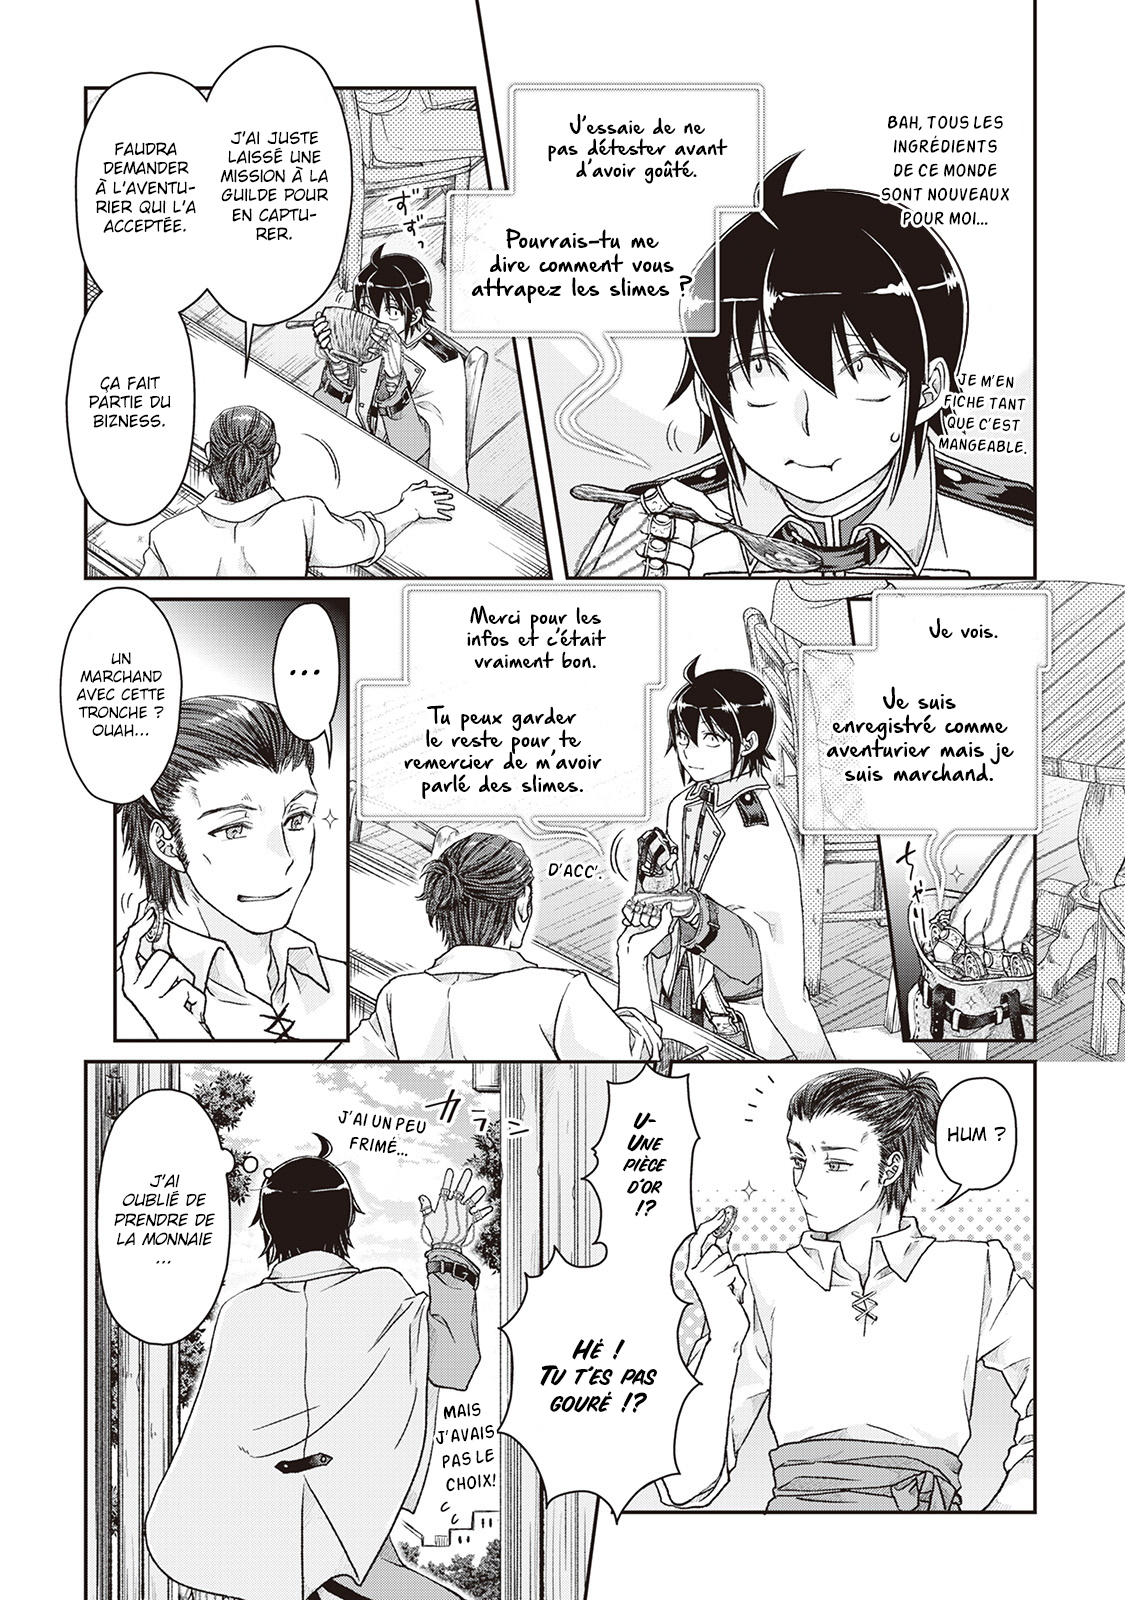 BAH, TOUS LES
INGRÉDIENTS
DE CE MONDE
SONT NOUVEAUX
POUR MOI...
J'essaie de ne
pas détester avant
d'avoir goûté.
Pourrais-tu me
dire comment vous
attrapez les slimes ?
JE M'EN
FICHE TANT
QUE C'EST
MANGEABLE.
J'AI JUSTE
LAISSÉ UNE
MISSION À LA
GUILDE POUR
EN CAPTU-
RER.
FAUDRA
DEMANDER
À L'AVENTU-
RIER QUI L'A
ACCEPTÉE.
ずずっ
ÇA FAIT
PARTIE DU
BIZNESS.
Je vois.
Je suis
enregistré comme
aventurier mais je
suis marchand.
Merci pour les
infos et c'était
vraiment bon.
Tu peux garder
le reste pour te
remercier de m'avoir
parlé des slimes.
D'ACC'.
...
UN
MARCHAND
AVEC CETTE
TRONCHE ?
OUAH...
HUM ?
U-
UNE
PIÈCE
D'OR
!?
HÉ !
TU T'ES PAS
GOURÉ !?
J'AI UN PEU
FRIMÉ...
J'AI
OUBLIÉ DE
PRENDRE DE
LA MONNAIE
...
MAIS
J'AVAIS
PAS LE
CHOIX!